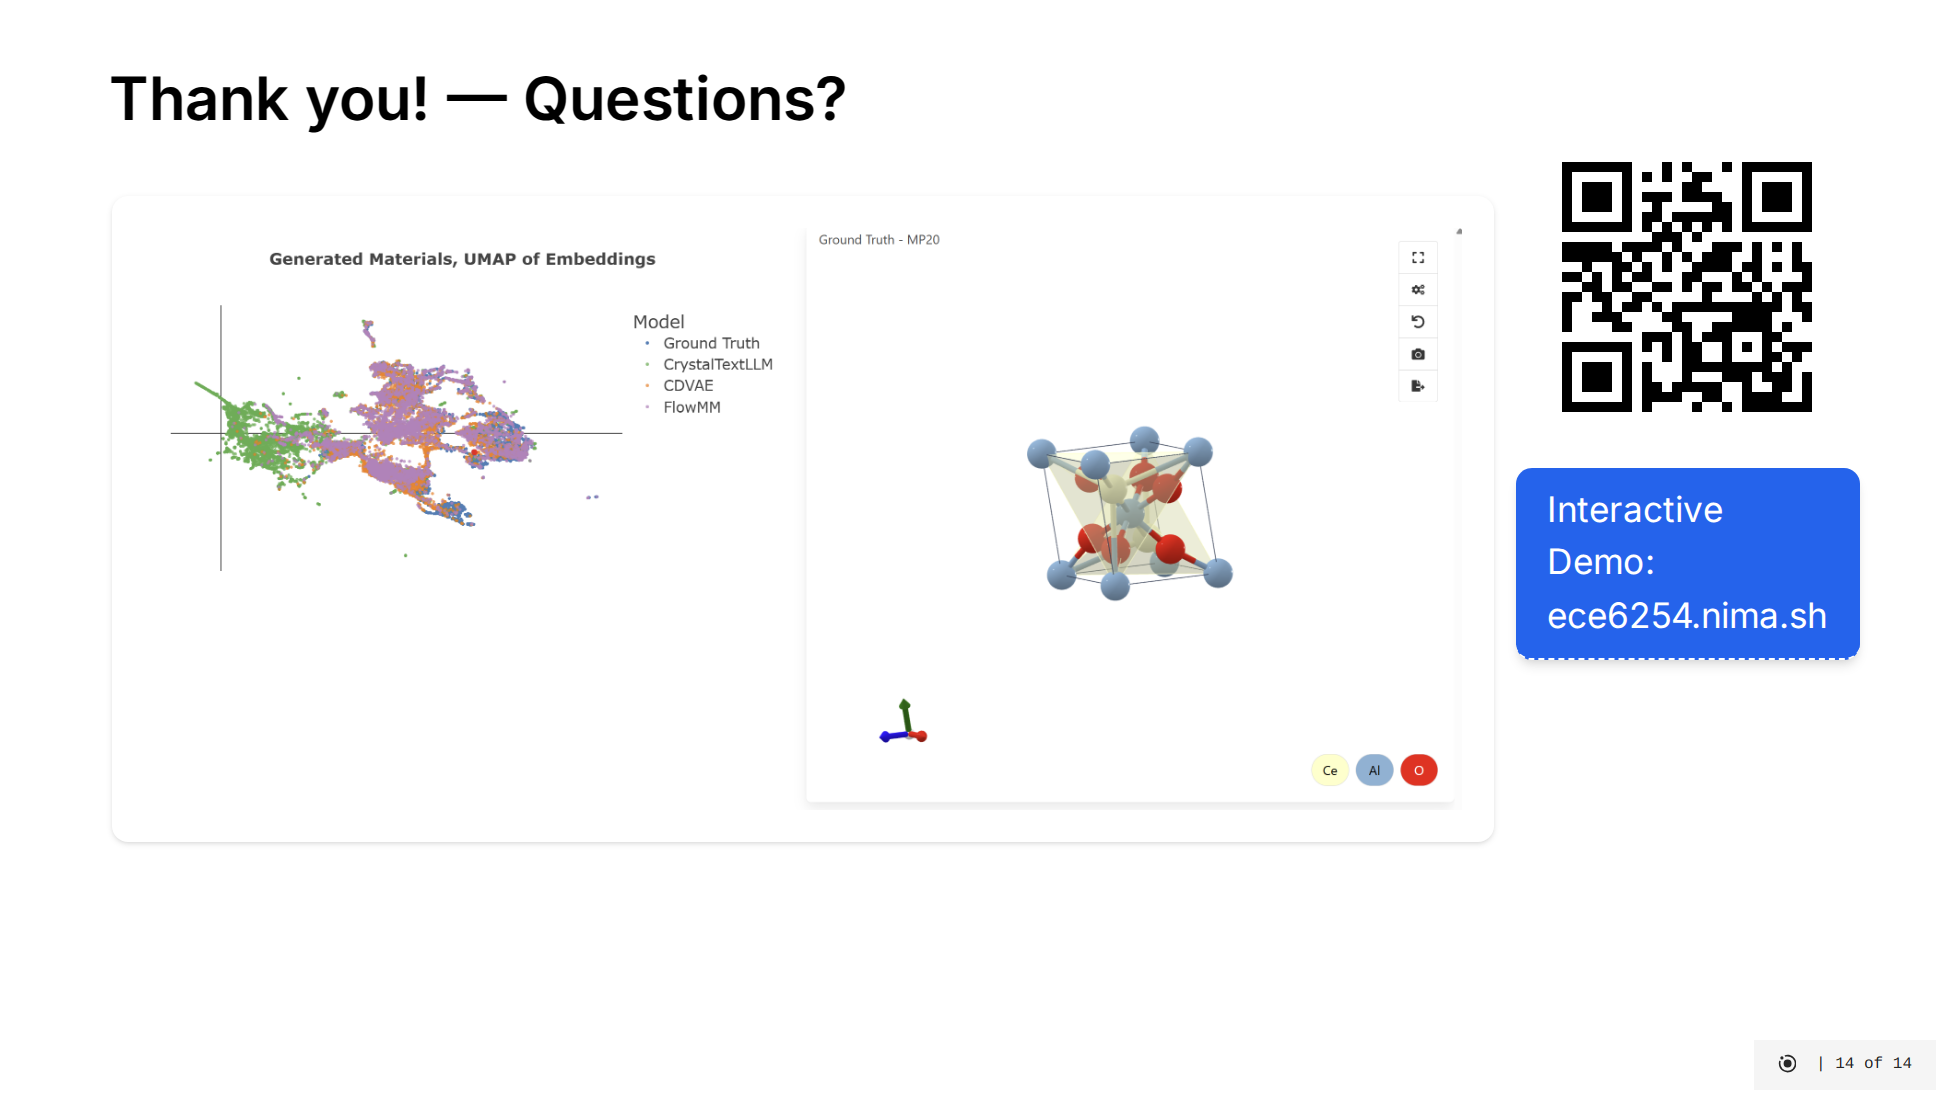 Thank you! — Questions?
Generated Materials, UMAP of Embeddings
Model
Ground Truth
CrystalTextLLM
CDVAE
FlowMM
Ground Truth - MP20
Ce Al O
Interactive
Demo:
ece6254.nima.sh
| 14 of 14